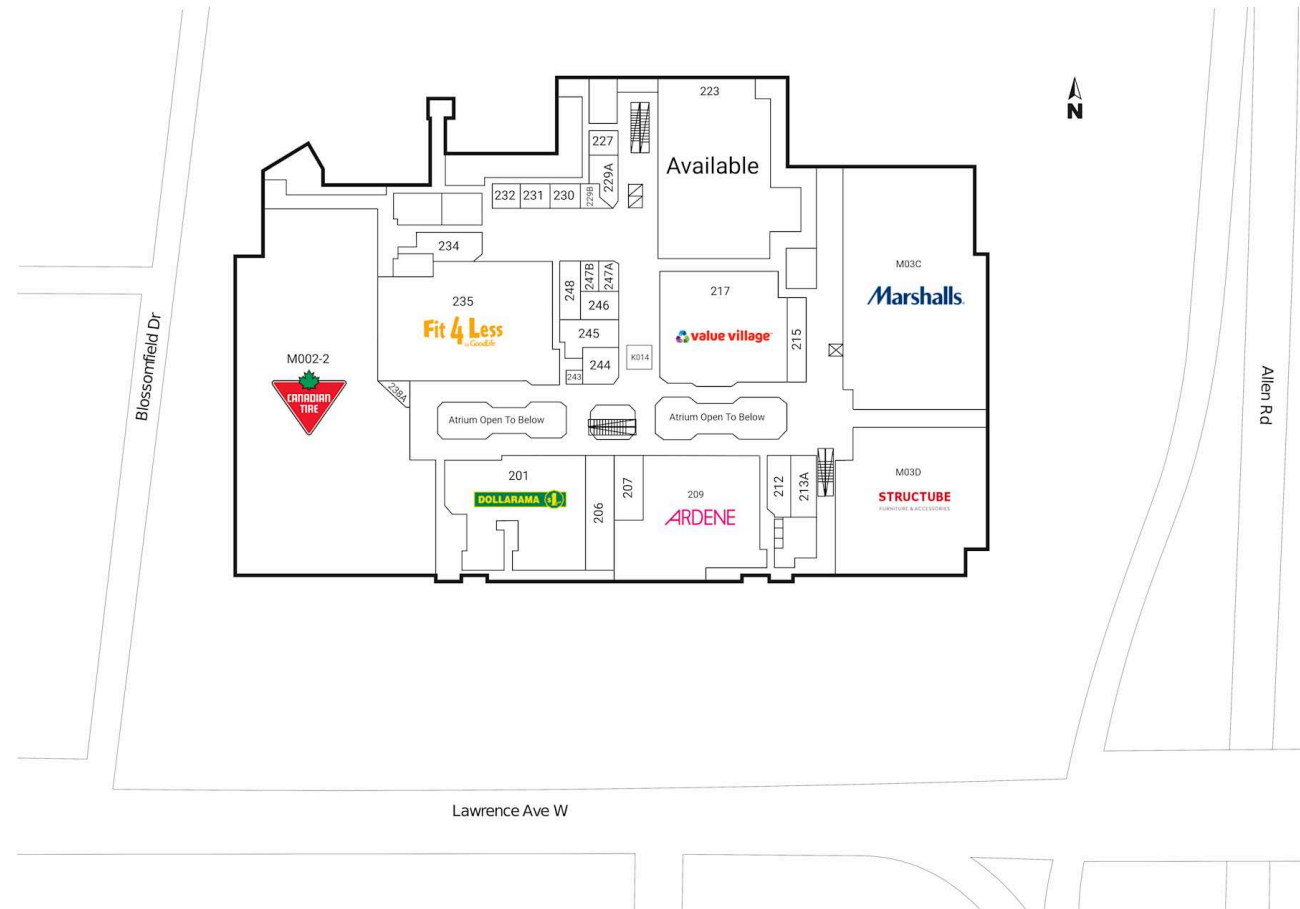 223
N
Available
227
229A
232
231
230
229B
234
M03C
Marshalls.
248
247B
247A
246
235
Fit 4 Less
by GoodLife
217
value village
215
245
244
243
K014
M002-2
CANADIAN
TIRE
238A
Blossomfield Dr
Allen Rd
Atrium Open To Below
Atrium Open To Below
201
DOLLARAMA $1
206
207
209
ARDENE
212
213A
M03D
STRUCTUBE
FURNITURE & ACCESSORIES
Lawrence Ave W